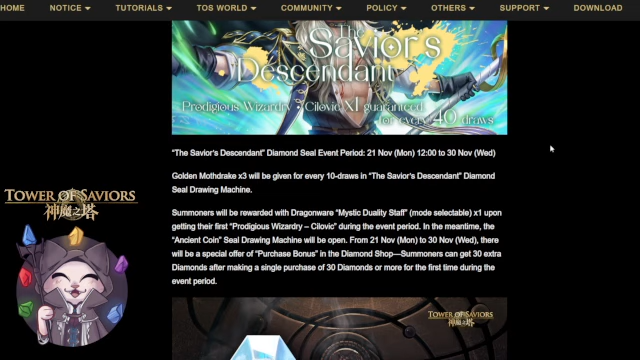 HOME NOTICE TUTORIALS TOS WORLD COMMUNITY POLICY OTHERS SUPPORT DOWNLOAD
The
Savior's
Descendant
Prodigious Wizardry • Cilovic X1 guaranteed
for every 40 draws
"The Savior's Descendant" Diamond Seal Event Period: 21 Nov (Mon) 12:00 to 30 Nov (Wed)
Golden Mothdrake x3 will be given for every 10-draws in "The Savior's Descendant" Diamond
Seal Drawing Machine.
Summoners will be rewarded with Dragonware "Mystic Duality Staff" (mode selectable) x1 upon
getting their first "Prodigious Wizardry – Cilovic" during the event period. In the meantime, the
"Ancient Coin" Seal Drawing Machine will be open. From 21 Nov (Mon) to 30 Nov (Wed), there
will be a special offer of "Purchase Bonus" in the Diamond Shop—Summoners can get 30 extra
Diamonds after making a single purchase of 30 Diamonds or more for the first time during the
event period.
TOWER OF SAVIORS
神魔之塔
TOWER OF SAVIORS
神魔之塔